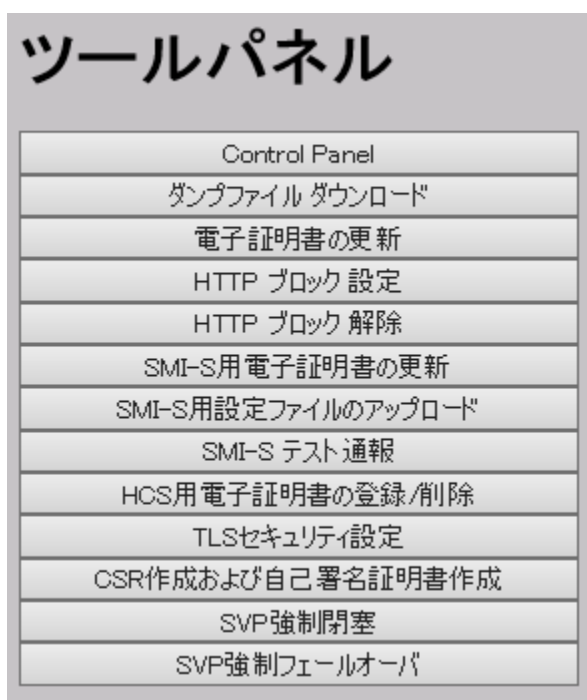 ツールパネル
Control Panel
ダンプファイル ダウンロード
電子証明書の更新
HTTP ブロック 設定
HTTP ブロック 解除
SMI-S用電子証明書の更新
SMI-S用設定ファイルのアップロード
SMI-S テスト通報
HCS用電子証明書の登録/削除
TLSセキュリティ設定
CSR作成および自己署名証明書作成
SVP強制閉塞
SVP強制フェールオーバ